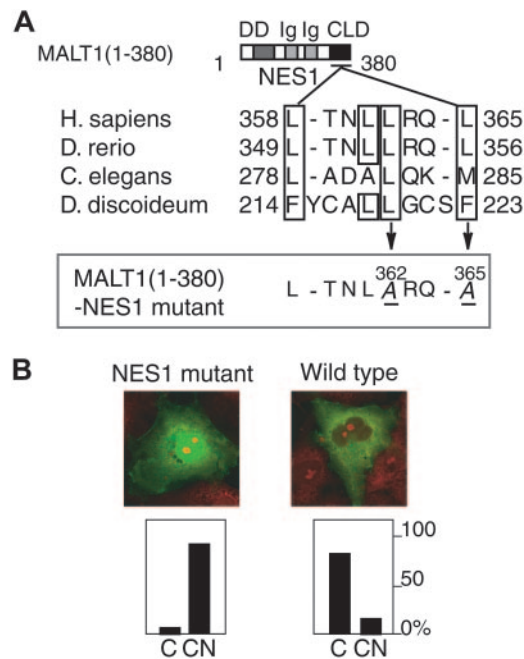 A
DD Ig Ig CLD
MALT1(1-380)
1 380
NES1
H. sapiens 358 L - T N L L R Q - L 365
D. rerio 349 L - T N L L R Q - L 356
C. elegans 278 L - A D A L Q K - M 285
D. discoideum 214 F Y C A L L G C S F 223
362 365
MALT1(1-380) L - T N L A R Q - A
-NES1 mutant
B
NES1 mutant Wild type
100
50
0%
C CN C CN